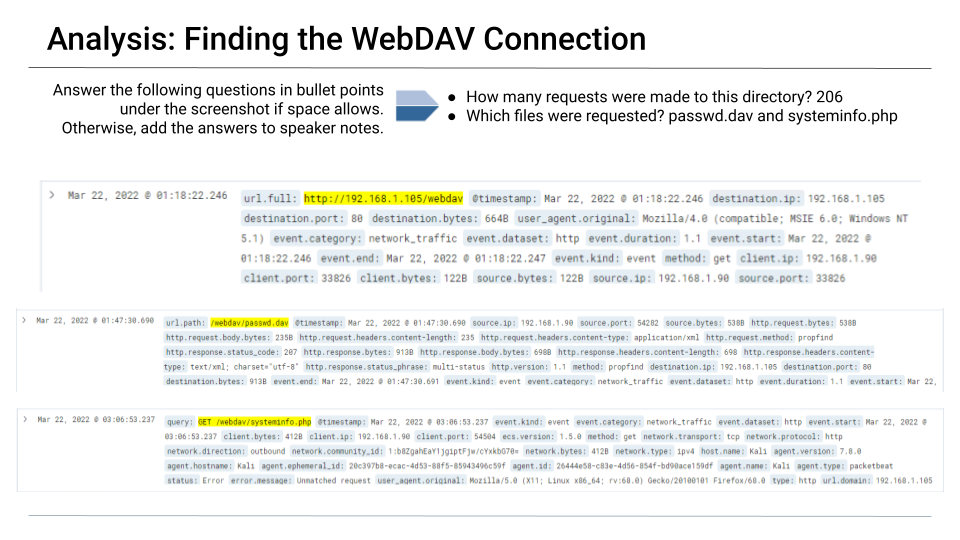 Analysis: Finding the WebDAV Connection
Answer the following questions in bullet points
under the screenshot if space allows.
Otherwise, add the answers to speaker notes.
● How many requests were made to this directory? 206
● Which files were requested? passwd.dav and systeminfo.php
> Mar 22, 2022 @ 01:18:22.246 url.full: http://192.168.1.105/webdav @timestamp: Mar 22, 2022 @ 01:18:22.246 destination.ip: 192.168.1.105
destination.port: 80 destination.bytes: 664B user_agent.original: Mozilla/4.0 (compatible; MSIE 6.0; Windows NT
5.1) event.category: network_traffic event.dataset: http event.duration: 1.1 event.start: Mar 22, 2022 @
01:18:22.246 event.end: Mar 22, 2022 @ 01:18:22.247 event.kind: event method: get client.ip: 192.168.1.90
client.port: 33826 client.bytes: 122B source.bytes: 122B source.ip: 192.168.1.90 source.port: 33826
> Mar 22, 2022 @ 01:47:30.690 url.path: /webdav/passwd.dav @timestamp: Mar 22, 2022 @ 01:47:30.690 source.ip: 192.168.1.90 source.port: 54282 source.bytes: 538B http.request.bytes: 538B
http.request.body.bytes: 235B http.request.headers.content-length: 235 http.request.headers.content-type: application/xml http.request.method: propfind
http.response.status_code: 207 http.response.bytes: 913B http.response.body.bytes: 698B http.response.headers.content-length: 698 http.response.headers.content-
type: text/xml; charset="utf-8" http.response.status_phrase: multi-status http.version: 1.1 method: propfind destination.ip: 192.168.1.105 destination.port: 80
destination.bytes: 913B event.end: Mar 22, 2022 @ 01:47:30.691 event.kind: event event.category: network_traffic event.dataset: http event.duration: 1.1 event.start: Mar 22,
> Mar 22, 2022 @ 03:06:53.237 query: GET /webdav/systeminfo.php @timestamp: Mar 22, 2022 @ 03:06:53.237 event.kind: event event.category: network_traffic event.dataset: http event.start: Mar 22, 2022 @
03:06:53.237 client.bytes: 412B client.ip: 192.168.1.90 client.port: 54504 ecs.version: 1.5.0 method: get network.transport: tcp network.protocol: http
network.direction: outbound network.community_id: network.bytes: 412B network.type: ipv4 host.name: Kali agent.version: 7.8.0
agent.hostname: Kali agent.ephemeral_id: 20c397b8-ecac-4d53-88f5-85943496c59f agent.id: 26444e58-c83e-4d56-854f-bd90ace159df agent.name: Kali agent.type: packetbeat
status: Error error.message: Unmatched request user_agent.original: Mozilla/5.0 (X11; Linux x86_64; rv:68.0) Gecko/20100101 Firefox/68.0 type: http url.domain: 192.168.1.105